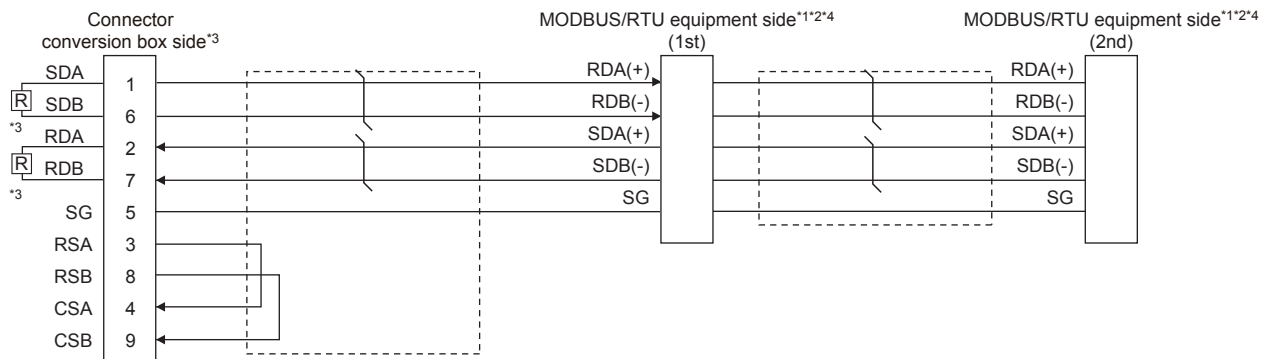 Connector
conversion box side*3
MODBUS/RTU equipment side*1*2*4
(1st)
MODBUS/RTU equipment side*1*2*4
(2nd)
SDA 1 RDA(+) RDA(+)
R
SDB 6 RDB(-) RDB(-)
*3
RDA 2 SDA(+) SDA(+)
R
RDB 7 SDB(-) SDB(-)
*3
SG 5 SG SG
RSA 3
RSB 8
CSA 4
CSB 9